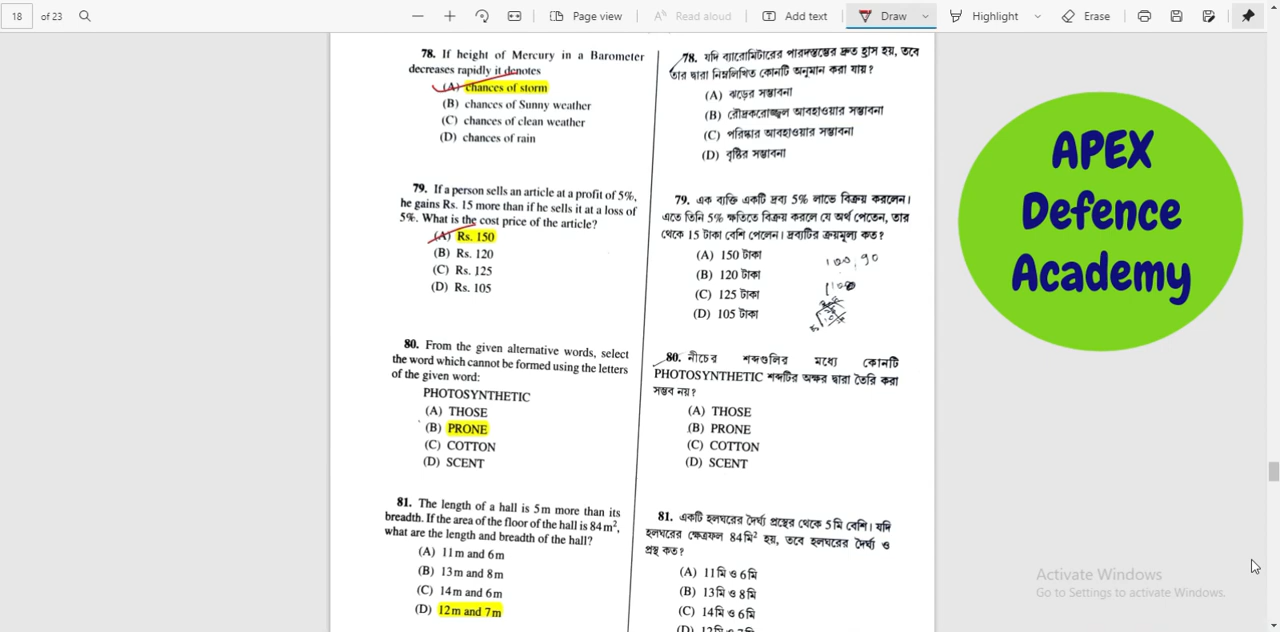 18 of 23 Page view Read aloud Add text Draw Highlight Erase
78. If height of Mercury in a Barometer
decreases rapidly it denotes
(A) chances of storm
(B) chances of Sunny weather
(C) chances of clean weather
(D) chances of rain
79. If a person sells an article at a profit of 5%,
he gains Rs. 15 more than if he sells it at a loss of
5%. What is the cost price of the article?
(A) Rs. 150
(B) Rs. 120
(C) Rs. 125
(D) Rs. 105
80. From the given alternative words, select
the word which cannot be formed using the letters
of the given word:
PHOTOSYNTHETIC
(A) THOSE
(B) PRONE
(C) COTTON
(D) SCENT
81. The length of a hall is 5m more than its
breadth. If the area of the floor of the hall is 84m²,
what are the length and breadth of the hall?
(A) 11m and 6m
(B) 13m and 8m
(C) 14m and 6m
(D) 12m and 7m
78. যদি ব্যারোমিটারের পারদস্তম্ভের দ্রুত হ্রাস হয়, তবে
তার দ্বারা নিম্নলিখিত কোনটি অনুমান করা যায়?
(A) ঝড়ের সম্ভাবনা
(B) রৌদ্রকরোজ্জ্বল আবহাওয়ার সম্ভাবনা
(C) পরিষ্কার আবহাওয়ার সম্ভাবনা
(D) বৃষ্টির সম্ভাবনা
79. এক ব্যক্তি একটি দ্রব্য 5% লাভে বিক্রয় করলেন।
এতে তিনি 5% ক্ষতিতে বিক্রয় করলে যে অর্থ পেতেন, তার
থেকে 15 টাকা বেশি পেলেন। দ্রব্যটির ক্রয়মূল্য কত?
(A) 150 টাকা
(B) 120 টাকা
(C) 125 টাকা
(D) 105 টাকা
100, 90
80. নীচের শব্দগুলির মধ্যে কোনটি
PHOTOSYNTHETIC শব্দটির অক্ষর দ্বারা তৈরি করা
সম্ভব নয়?
(A) THOSE
(B) PRONE
(C) COTTON
(D) SCENT
81. একটি হলঘরের দৈর্ঘ্য প্রস্থের থেকে 5 মি বেশি। যদি
হলঘরের ক্ষেত্রফল 84 মি² হয়, তবে হলঘরের দৈর্ঘ্য ও
প্রস্থ কত?
(A) 11 মি ও 6 মি
(B) 13 মি ও 8 মি
(C) 14 মি ও 6 মি
APEX
Defence
Academy
Activate Windows
Go to Settings to activate Windows.